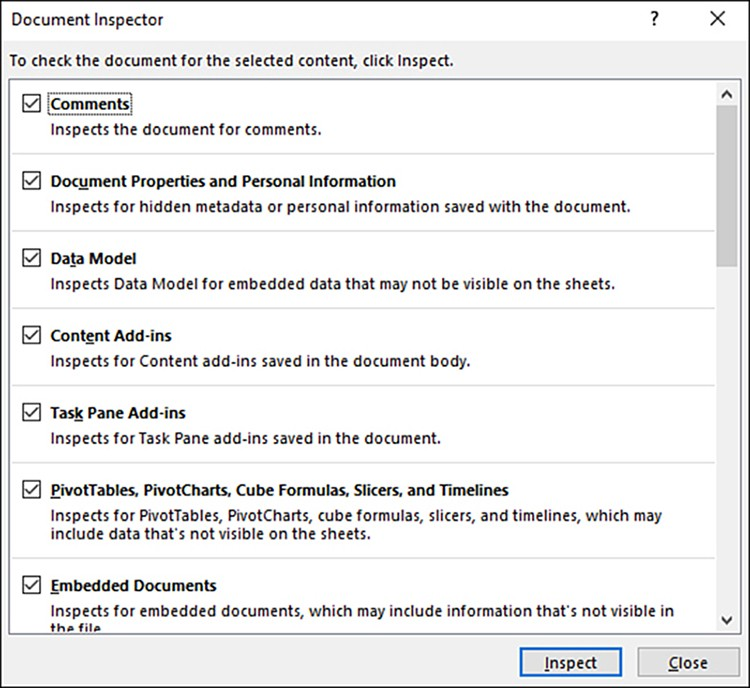 Document Inspector
?
To check the document for the selected content, click Inspect.
Comments
Inspects the document for comments.
Document Properties and Personal Information
Inspects for hidden metadata or personal information saved with the document.
Data Model
Inspects Data Model for embedded data that may not be visible on the sheets.
Content Add-ins
Inspects for Content add-ins saved in the document body.
Task Pane Add-ins
Inspects for Task Pane add-ins saved in the document.
PivotTables, PivotCharts, Cube Formulas, Slicers, and Timelines
Inspects for PivotTables, PivotCharts, cube formulas, slicers, and timelines, which may
include data that's not visible on the sheets.
Embedded Documents
Inspects for embedded documents, which may include information that's not visible in
the file.
Inspect
Close